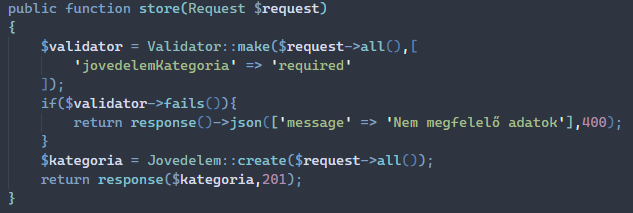 public function store(Request $request)
{
    $validator = Validator::make($request->all(),[
        'jovedelemKategoria' => 'required'
    ]);
    if($validator->fails()){
        return response()->json(['message' => 'Nem megfelelő adatok'],400);
    }
    $kategoria = Jovedelem::create($request->all());
    return response($kategoria,201);
}